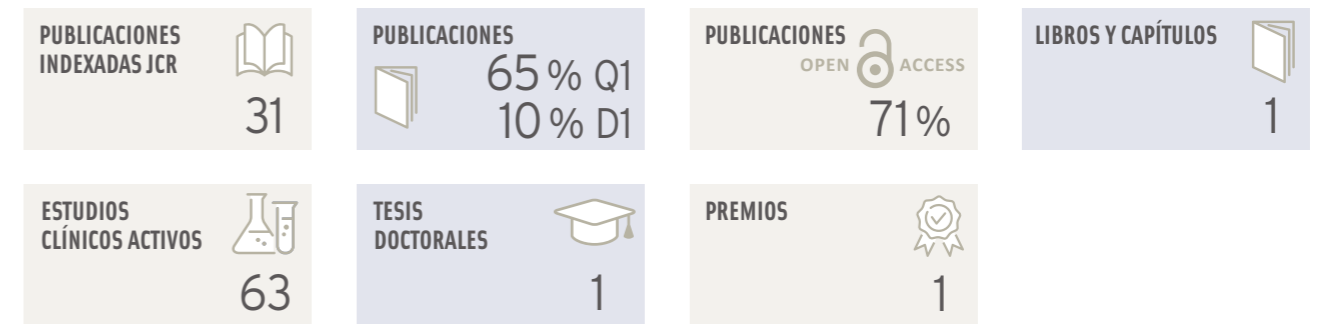 PUBLICACIONES
INDEXADAS JCR
31
PUBLICACIONES
65 % Q1
10 % D1
PUBLICACIONES
OPEN ACCESS
71%
LIBROS Y CAPÍTULOS
1
ESTUDIOS
CLÍNICOS ACTIVOS
63
TESIS
DOCTORALES
1
PREMIOS
1